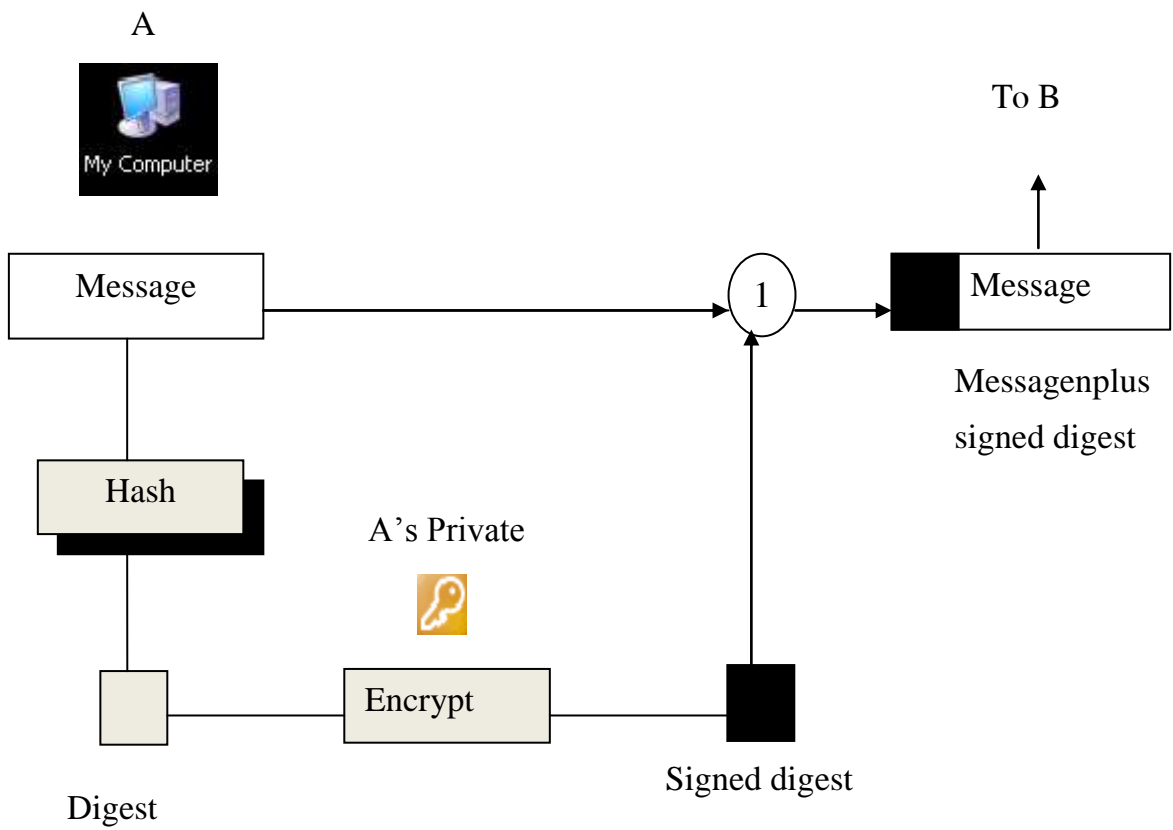 A
My Computer
To B
Message
1
Message
Messagenplus
signed digest
Hash
A’s Private
Encrypt
Signed digest
Digest